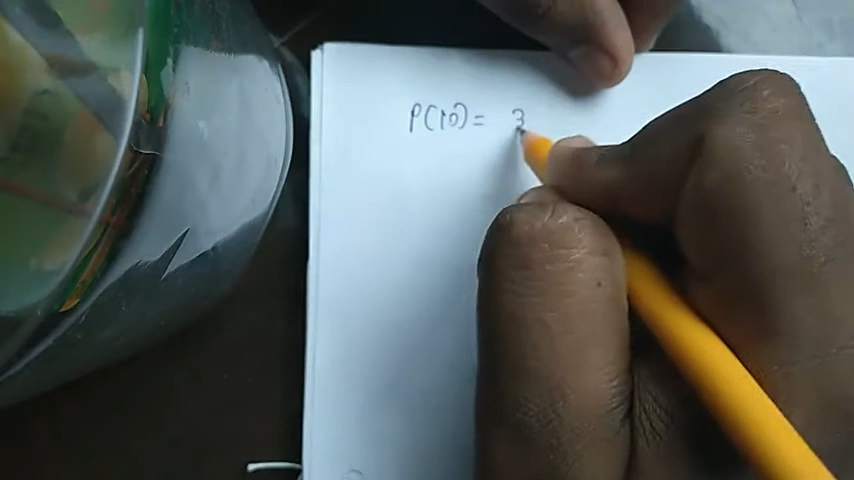 P(10) = 3